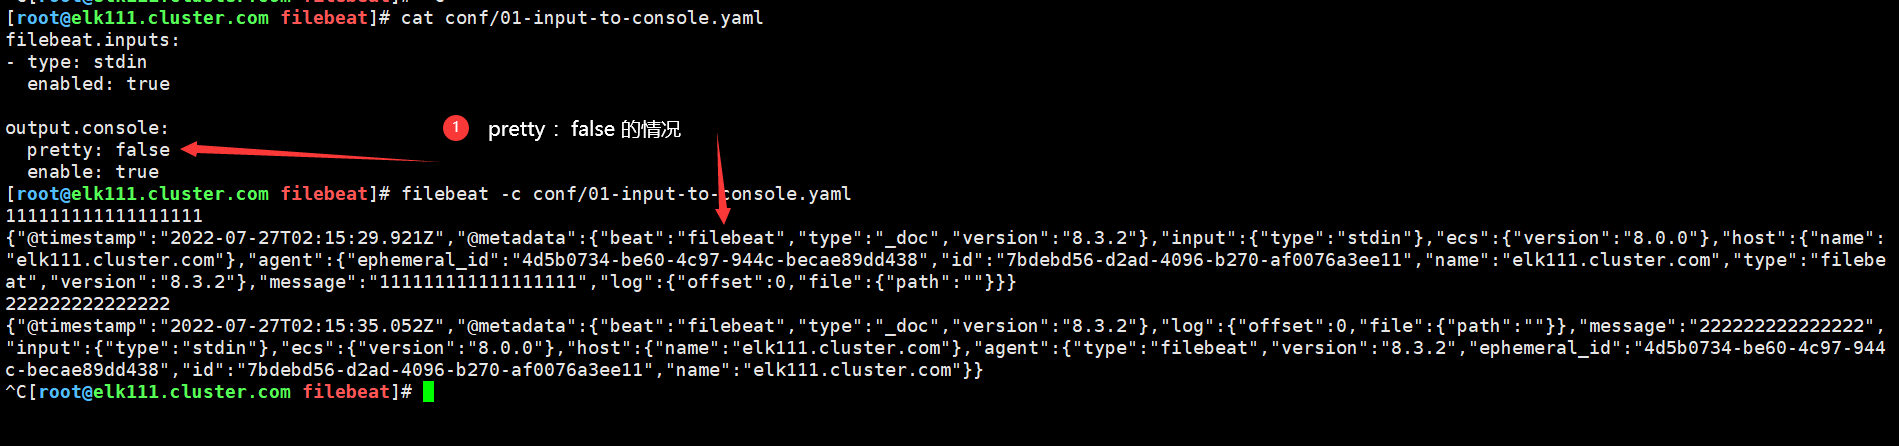 [root@elk111.cluster.com filebeat]# cat conf/01-input-to-console.yaml
filebeat.inputs:
- type: stdin
  enabled: true
output.console:
1 pretty： false 的情况
  pretty: false
  enable: true
[root@elk111.cluster.com filebeat]# filebeat -c conf/01-input-to-console.yaml
111111111111111111
{"@timestamp":"2022-07-27T02:15:29.921Z","@metadata":{"beat":"filebeat","type":"_doc","version":"8.3.2"},"input":{"type":"stdin"},"ecs":{"version":"8.0.0"},"host":{"name":
"elk111.cluster.com"},"agent":{"ephemeral_id":"4d5b0734-be60-4c97-944c-becae89dd438","id":"7bdebd56-d2ad-4096-b270-af0076a3ee11","name":"elk111.cluster.com","type":"filebe
at","version":"8.3.2"},"message":"111111111111111111","log":{"offset":0,"file":{"path":""}}}
222222222222222
{"@timestamp":"2022-07-27T02:15:35.052Z","@metadata":{"beat":"filebeat","type":"_doc","version":"8.3.2"},"log":{"offset":0,"file":{"path":""}},"message":"222222222222222",
"input":{"type":"stdin"},"ecs":{"version":"8.0.0"},"host":{"name":"elk111.cluster.com"},"agent":{"type":"filebeat","version":"8.3.2","ephemeral_id":"4d5b0734-be60-4c97-944
c-becae89dd438","id":"7bdebd56-d2ad-4096-b270-af0076a3ee11","name":"elk111.cluster.com"}}
^C[root@elk111.cluster.com filebeat]#